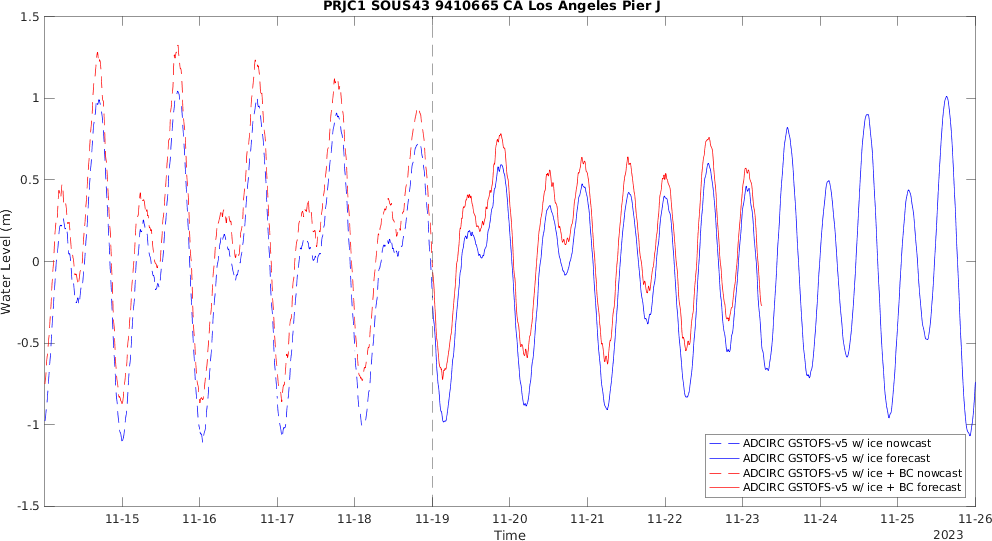 PRJC1 SOUS43 9410665 CA Los Angeles Pier J
1.5
1
0.5
0
-0.5
-1
-1.5
Water Level (m)
11-15 11-16 11-17 11-18 11-19 11-20 11-21 11-22 11-23 11-24 11-25 11-26
Time
2023
ADCIRC GSTOFS-v5 w/ ice nowcast
ADCIRC GSTOFS-v5 w/ ice forecast
ADCIRC GSTOFS-v5 w/ ice + BC nowcast
ADCIRC GSTOFS-v5 w/ ice + BC forecast